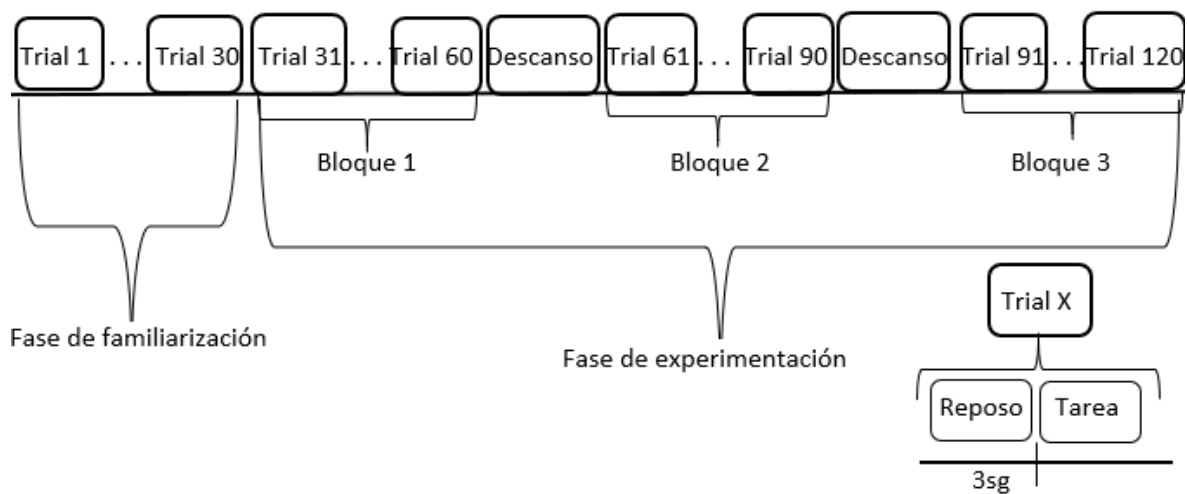 Trial 1 . . . Trial 30 Trial 31 . . . Trial 60 Descanso Trial 61 . . . Trial 90 Descanso Trial 91 . . . Trial 120
Bloque 1 Bloque 2 Bloque 3
Fase de familiarización
Fase de experimentación
Trial X
Reposo Tarea
3sg